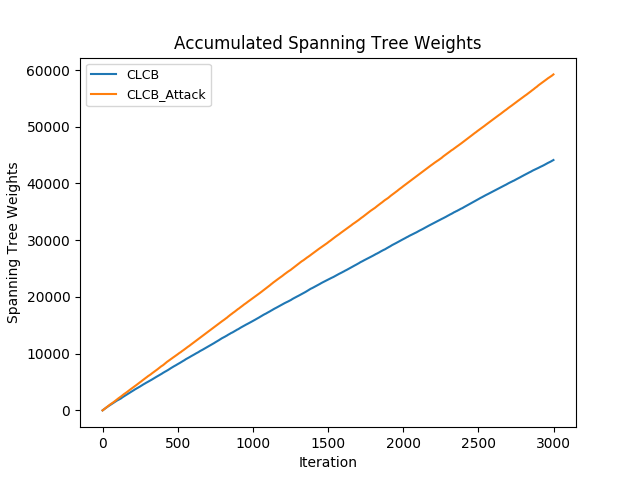 Accumulated Spanning Tree Weights
CLCB
CLCB_Attack
Spanning Tree Weights
60000
50000
40000
30000
20000
10000
0
0 500 1000 1500 2000 2500 3000
Iteration